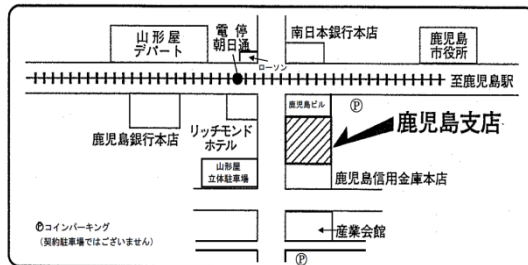 山形屋
デパート
電停
朝日通
ローソン
南日本銀行本店
鹿児島
市役所
至鹿児島駅
鹿児島銀行本店
リッチモンド
ホテル
鹿児島ビル
Ⓟ
鹿児島支店
山形屋
立体駐車場
鹿児島信用金庫本店
Ⓟコインパーキング
(契約駐車場ではございません)
産業会館
Ⓟ